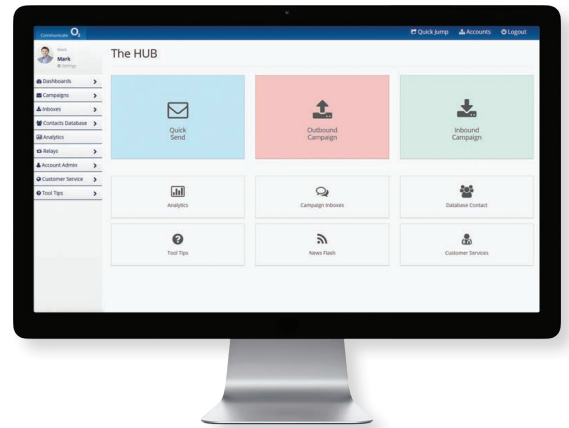 Communicate O2
Quick Jump Accounts Logout
Mark
Mark
Settings
The HUB
Dashboards
Campaigns
Inboxes
Contacts Database
Analytics
Relays
Account Admin
Customer Service
Tool Tips
Quick
Send
Outbound
Campaign
Inbound
Campaign
Analytics
Campaign Inboxes
Database Contact
Tool Tips
News Flash
Customer Services